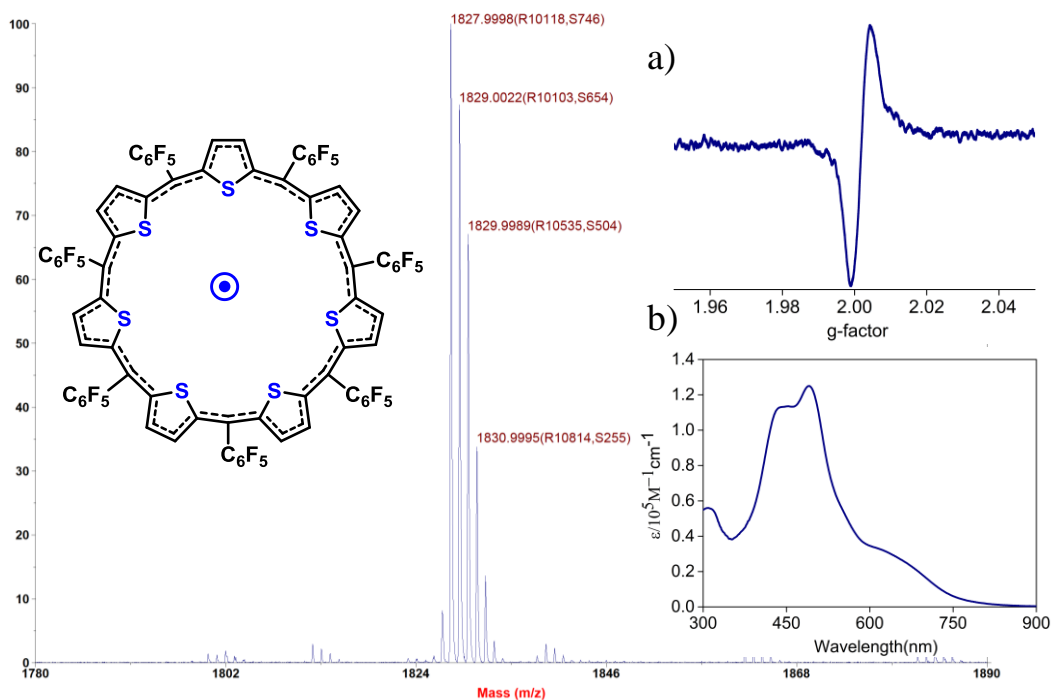 100
90
80
70
60
50
40
30
20
10
0
1780
1802
1824
1846
1868
1890
Mass (m/z)
1827.9998(R10118,S746)
1829.0022(R10103,S654)
1829.9989(R10535,S504)
1830.9995(R10814,S255)
C6F5
C6F5
C6F5
C6F5
C6F5
C6F5
C6F5
S
S
S
S
S
S
S
a)
1.96
1.98
2.00
2.02
2.04
g-factor
b)
1.4
1.2
1.0
0.8
0.6
0.4
0.2
0.0
ε/10⁵M⁻¹cm⁻¹
300
450
600
750
900
Wavelength(nm)